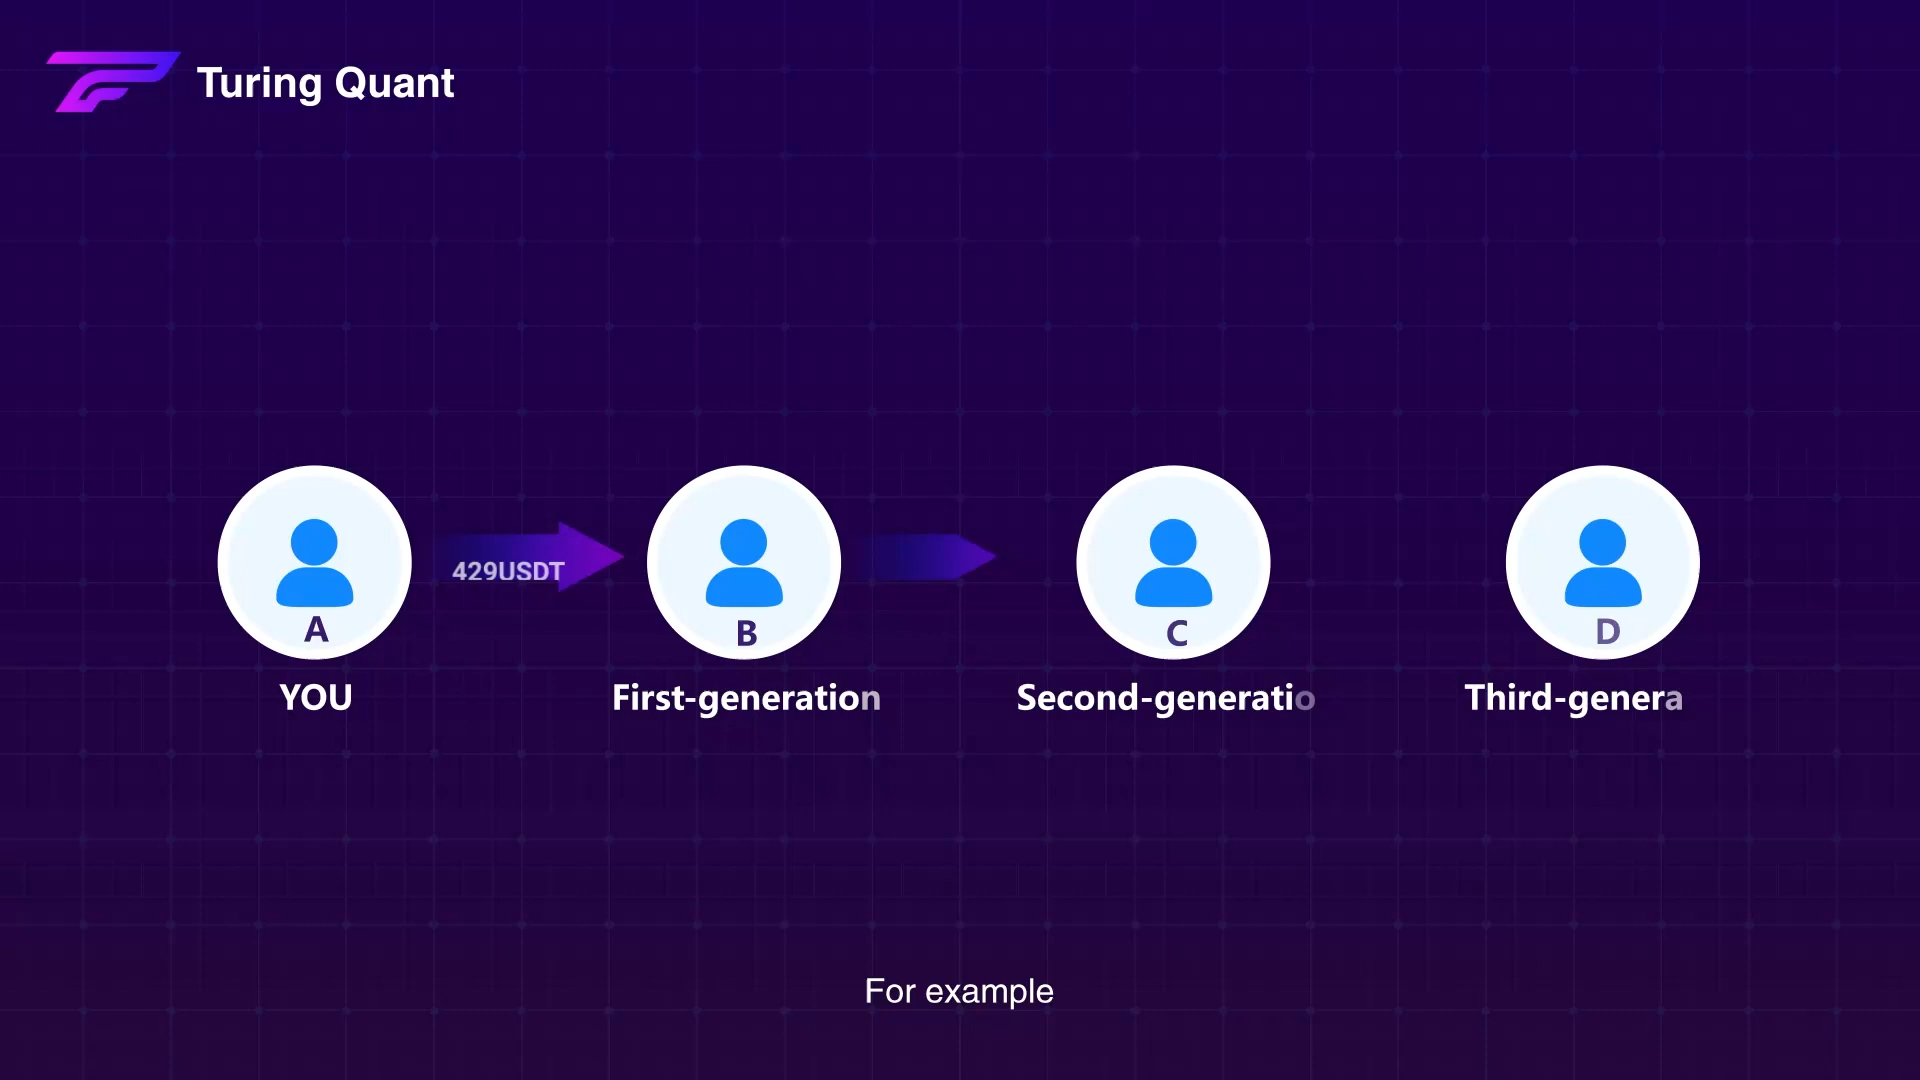 Turing Quant
429USDT
A
B
C
D
YOU
First-generation
Second-generatio
Third-genera
For example